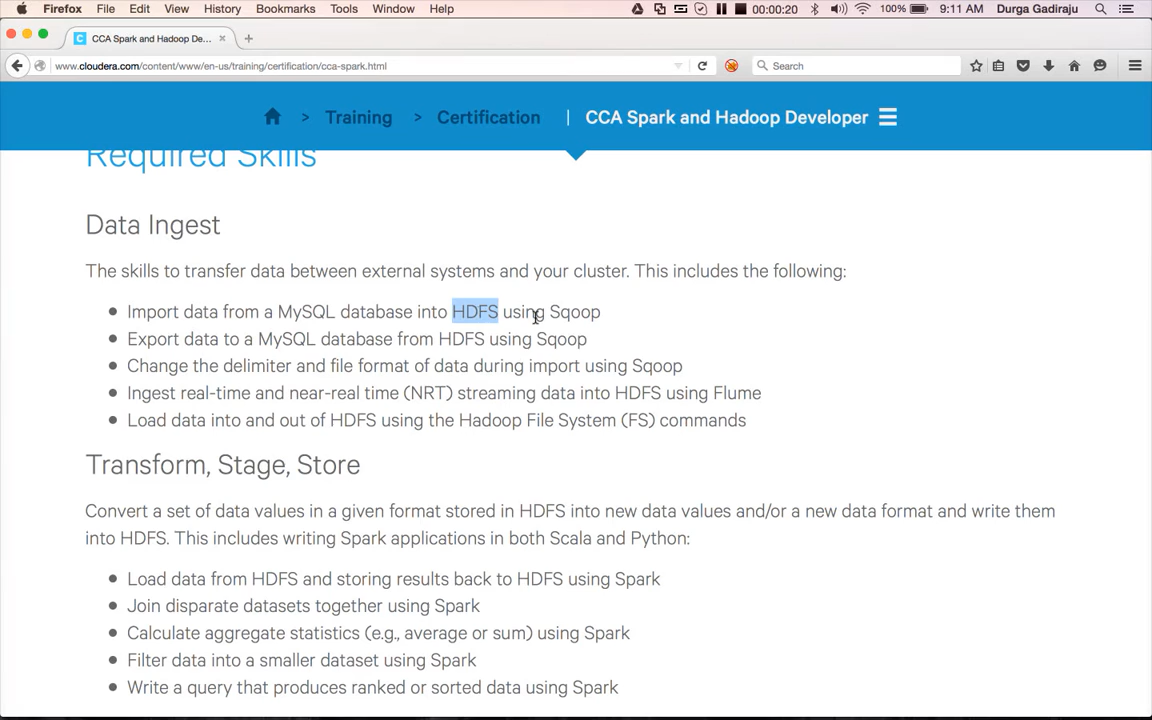 Firefox File Edit View History Bookmarks Tools Window Help 00:00:20 100% 9:11 AM Durga Gadiraju
CCA Spark and Hadoop De...
www.cloudera.com/content/www/en-us/training/certification/cca-spark.html Search
> Training > Certification | CCA Spark and Hadoop Developer
Required Skills
Data Ingest
The skills to transfer data between external systems and your cluster. This includes the following:
Import data from a MySQL database into HDFS using Sqoop
Export data to a MySQL database from HDFS using Sqoop
Change the delimiter and file format of data during import using Sqoop
Ingest real-time and near-real time (NRT) streaming data into HDFS using Flume
Load data into and out of HDFS using the Hadoop File System (FS) commands
Transform, Stage, Store
Convert a set of data values in a given format stored in HDFS into new data values and/or a new data format and write them
into HDFS. This includes writing Spark applications in both Scala and Python:
Load data from HDFS and storing results back to HDFS using Spark
Join disparate datasets together using Spark
Calculate aggregate statistics (e.g., average or sum) using Spark
Filter data into a smaller dataset using Spark
Write a query that produces ranked or sorted data using Spark